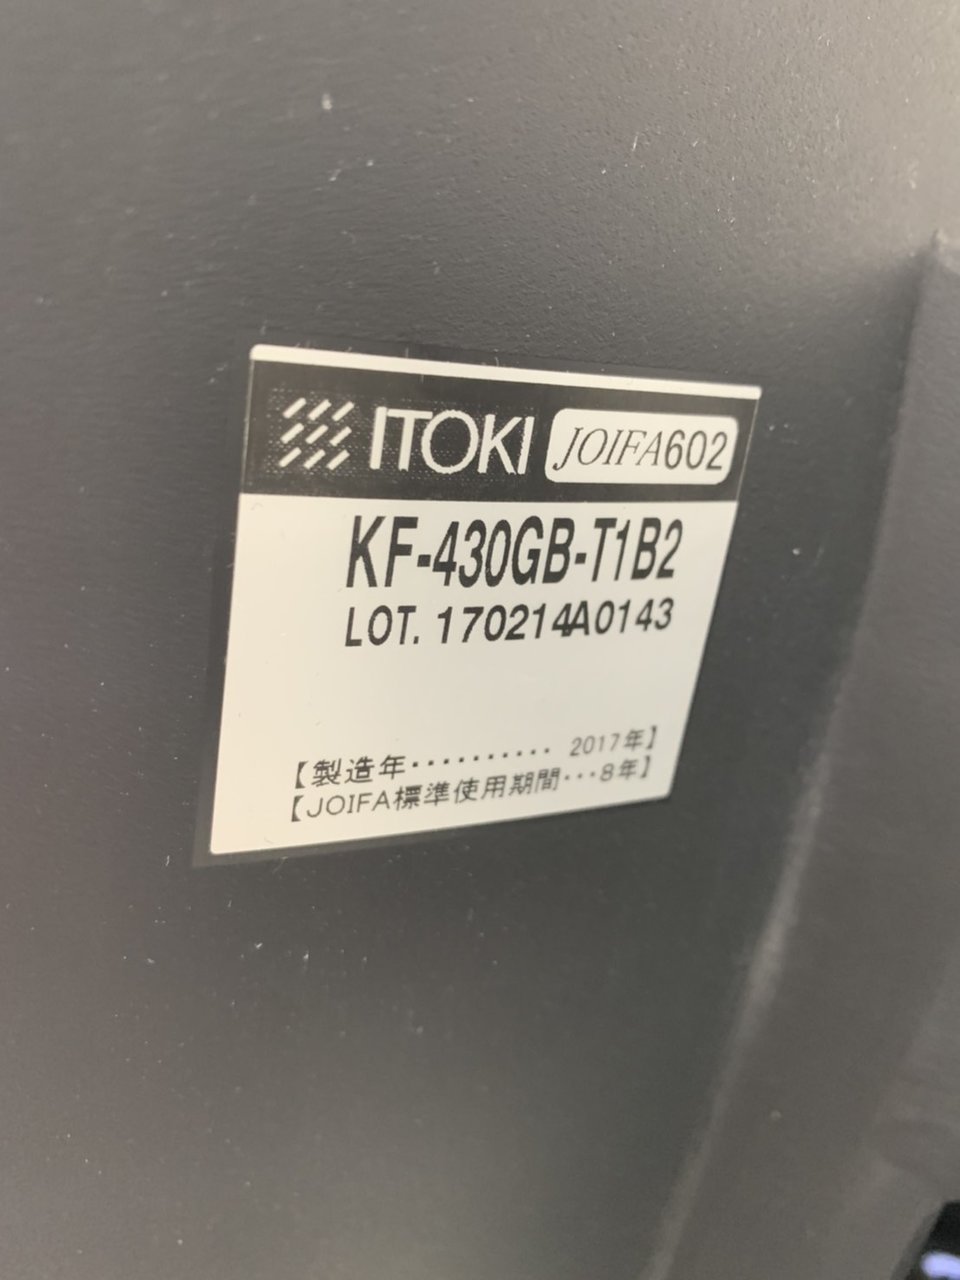 ITOKI JOIFA602
KF-430GB-T1B2
LOT. 170214A0143
【製造年･･････････ 2017年】
【JOIFA標準使用期間･･･8年】